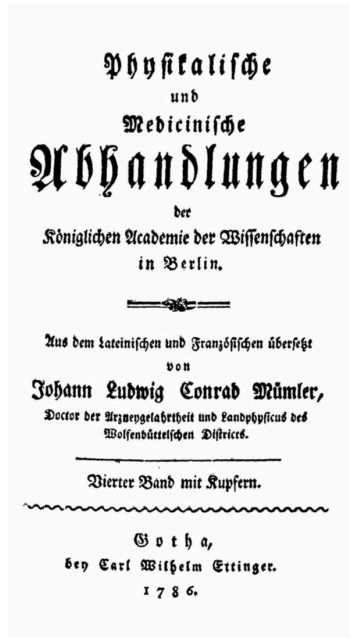 Physikalische
und
Medicinische
Abhandlungen
der
Königlichen Academie der Wissenschaften
in Berlin.
Aus dem Lateinischen und Französischen übersetzt
von
Johann Ludwig Conrad Mümler,
Doctor der Arzneygelahrtheit und Landphysicus des
Wolfenbüttelschen Districts.
Vierter Band mit Kupfern.
Gotha,
bey Carl Wilhelm Ettinger.
1786.